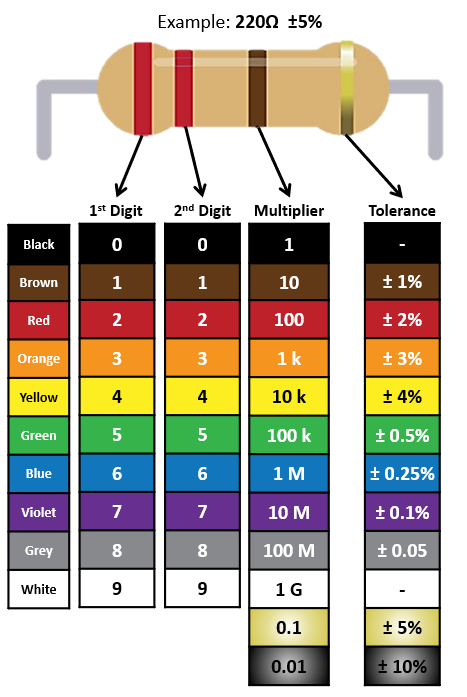 Example: 220Ω ±5%
1st Digit 2nd Digit Multiplier Tolerance
Black 0 0 1 -
Brown 1 1 10 ± 1%
Red 2 2 100 ± 2%
Orange 3 3 1 k ± 3%
Yellow 4 4 10 k ± 4%
Green 5 5 100 k ± 0.5%
Blue 6 6 1 M ± 0.25%
Violet 7 7 10 M ± 0.1%
Grey 8 8 100 M ± 0.05
White 9 9 1 G -
0.1 ± 5%
0.01 ± 10%